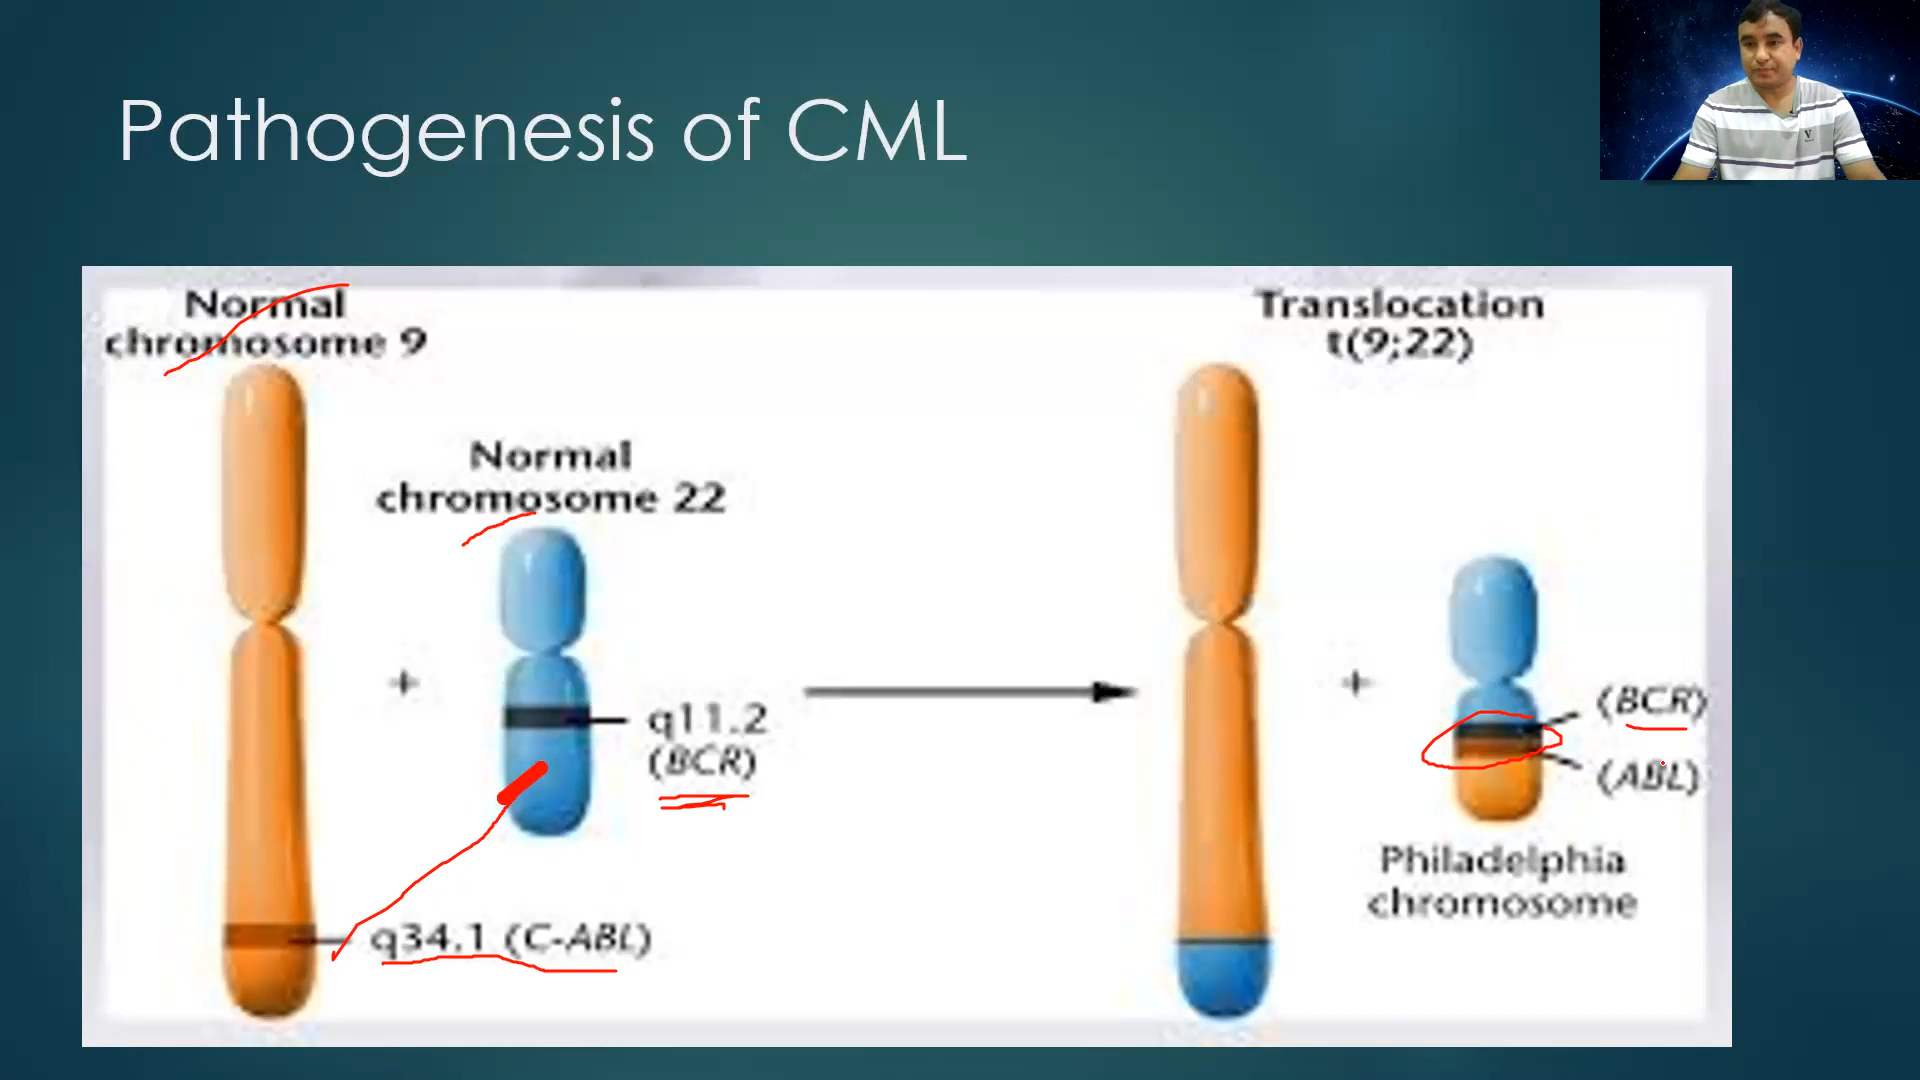 Pathogenesis of CML
Normal
chromosome 9
Normal
chromosome 22
+
q11.2
(BCR)
q34.1 (C-ABL)
Translocation
t(9;22)
+
(BCR)
(ABL)
Philadelphia
chromosome
V